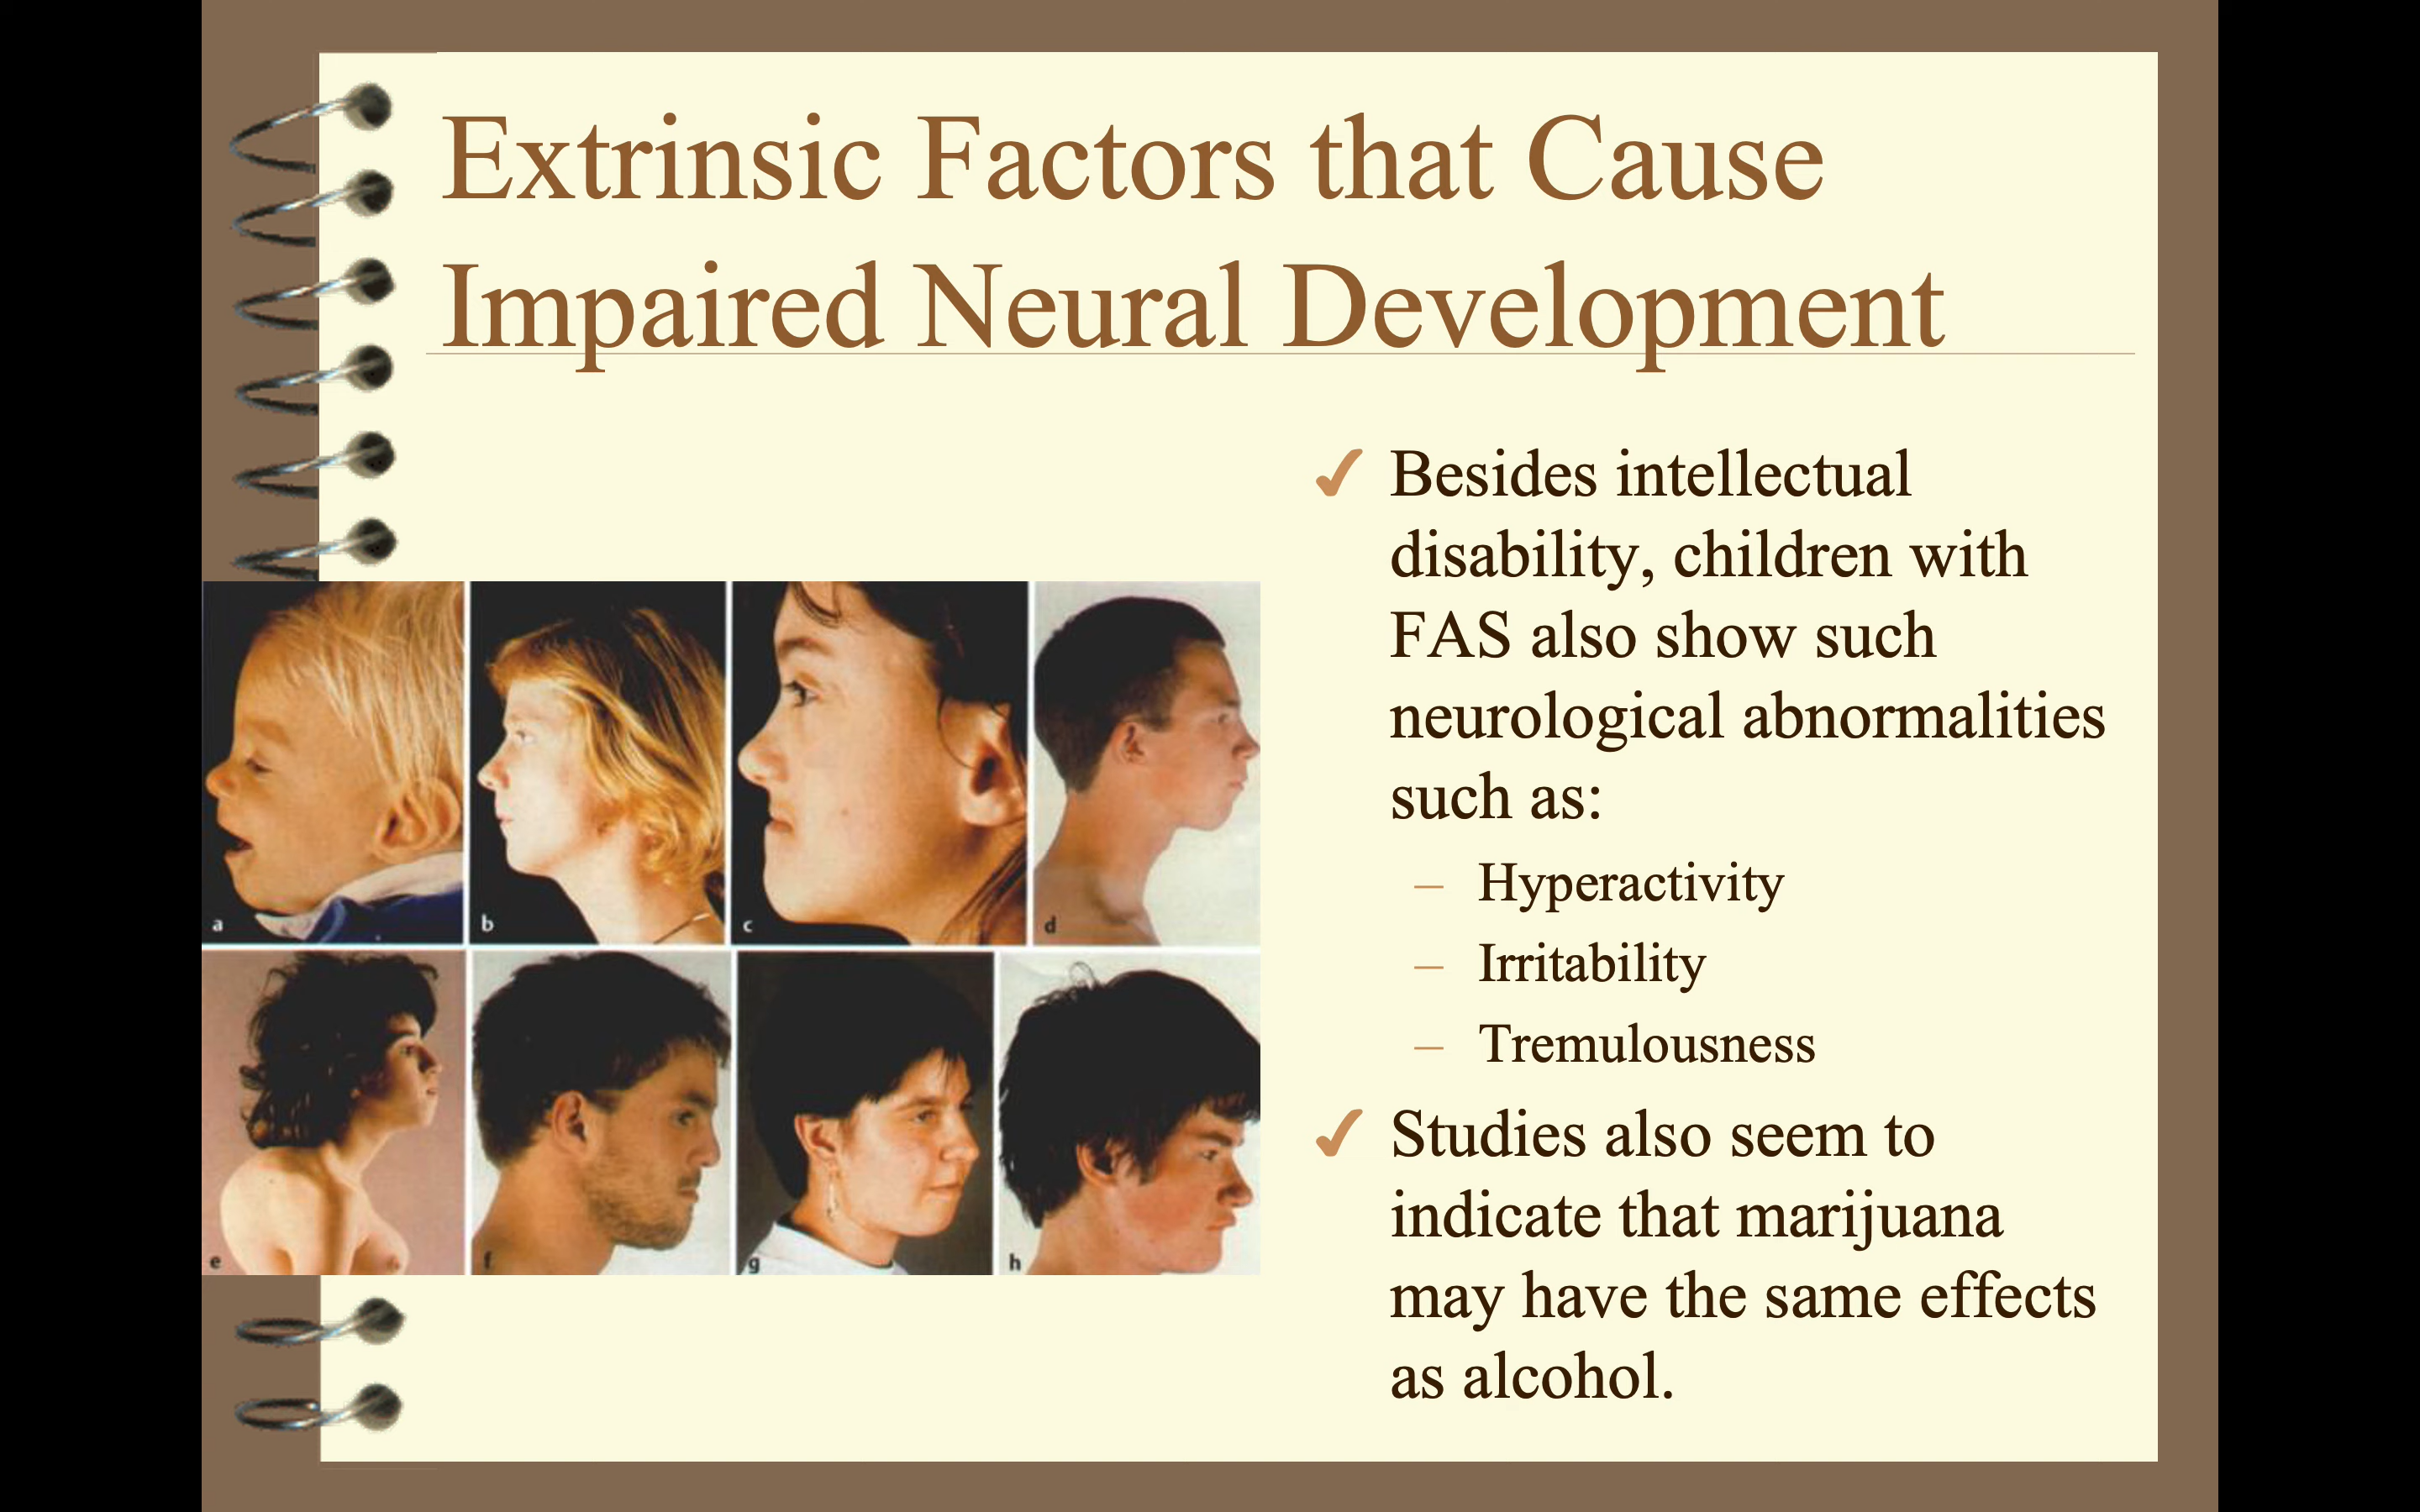 Extrinsic Factors that Cause
Impaired Neural Development
✓ Besides intellectual
disability, children with
FAS also show such
neurological abnormalities
such as:
– Hyperactivity
– Irritability
– Tremulousness
✓ Studies also seem to
indicate that marijuana
may have the same effects
as alcohol.
a
b
c
d
e
f
g
h